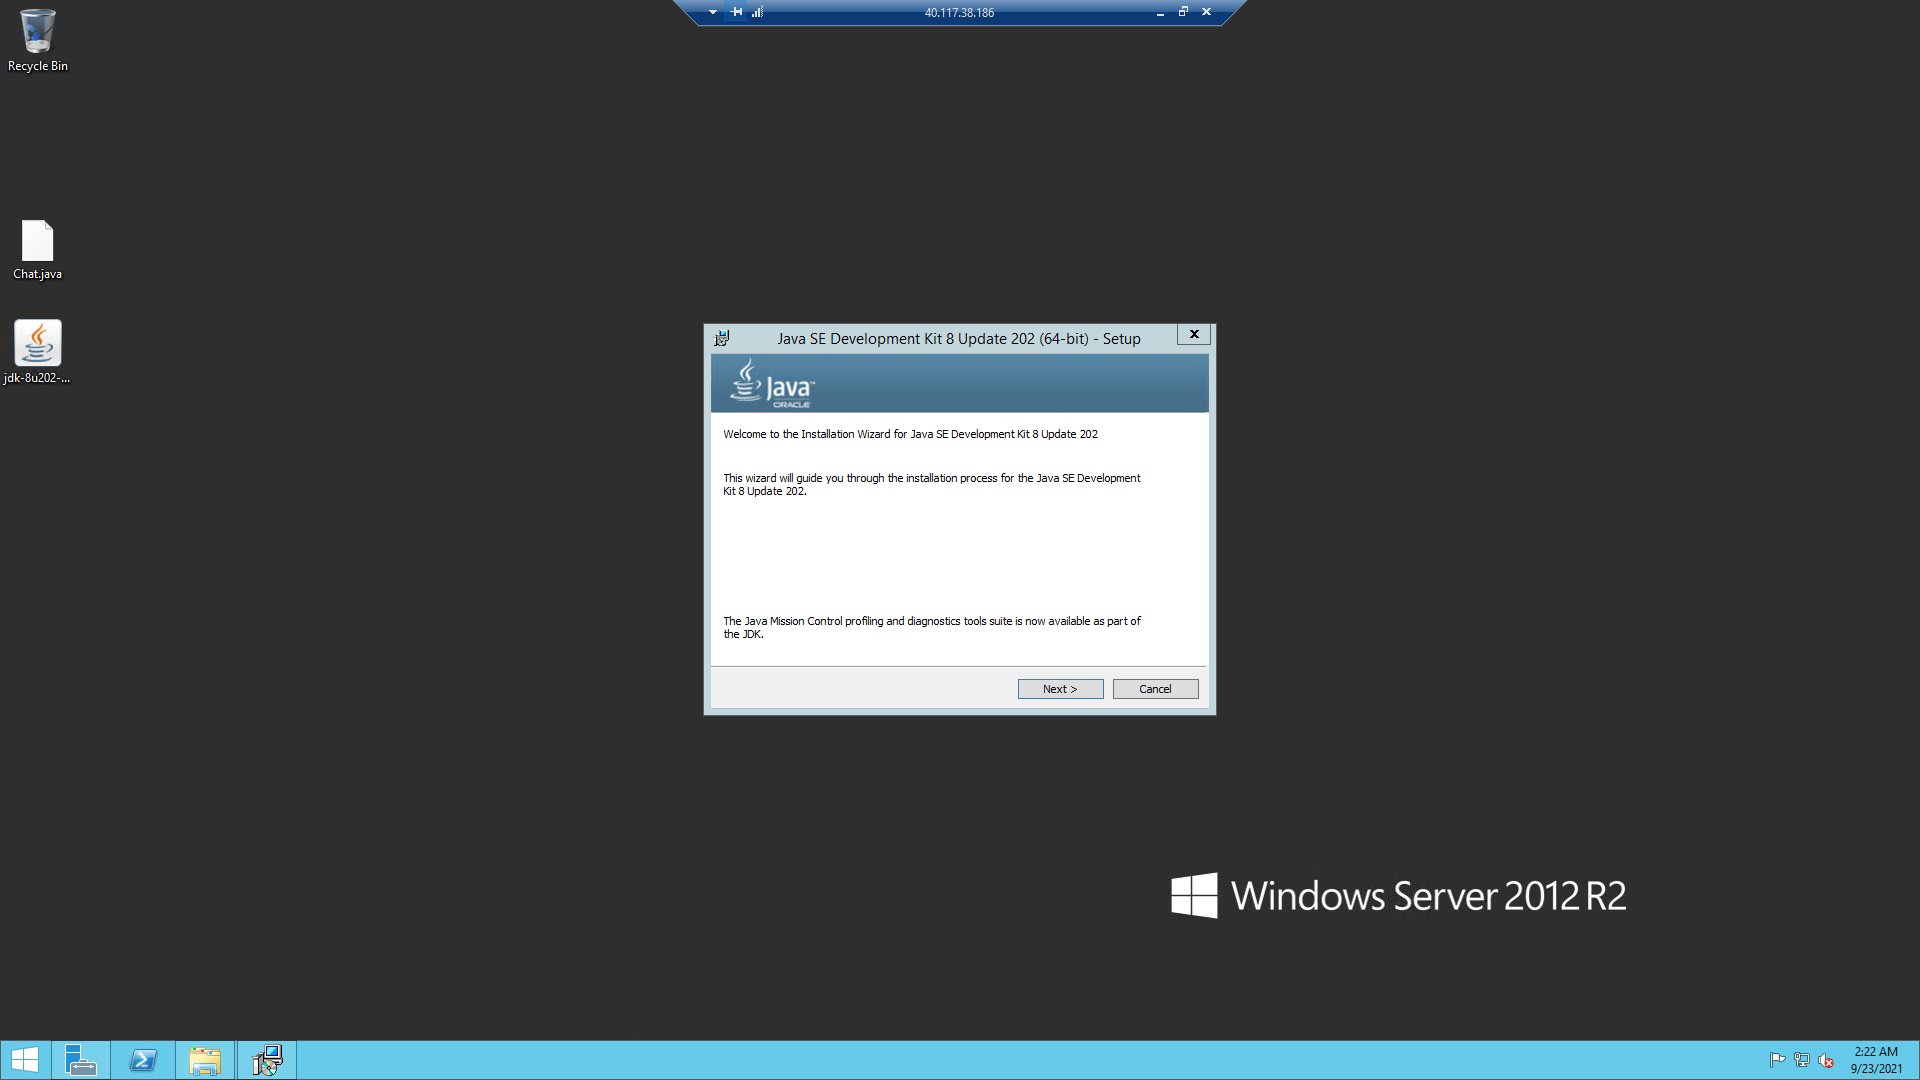 40.117.38.186
Recycle Bin
Chat.java
jdk-8u202-...
Java SE Development Kit 8 Update 202 (64-bit) - Setup
Java™
ORACLE
Welcome to the Installation Wizard for Java SE Development Kit 8 Update 202
This wizard will guide you through the installation process for the Java SE Development
Kit 8 Update 202.
The Java Mission Control profiling and diagnostics tools suite is now available as part of
the JDK.
Next >
Cancel
Windows Server 2012 R2
2:22 AM
9/23/2021